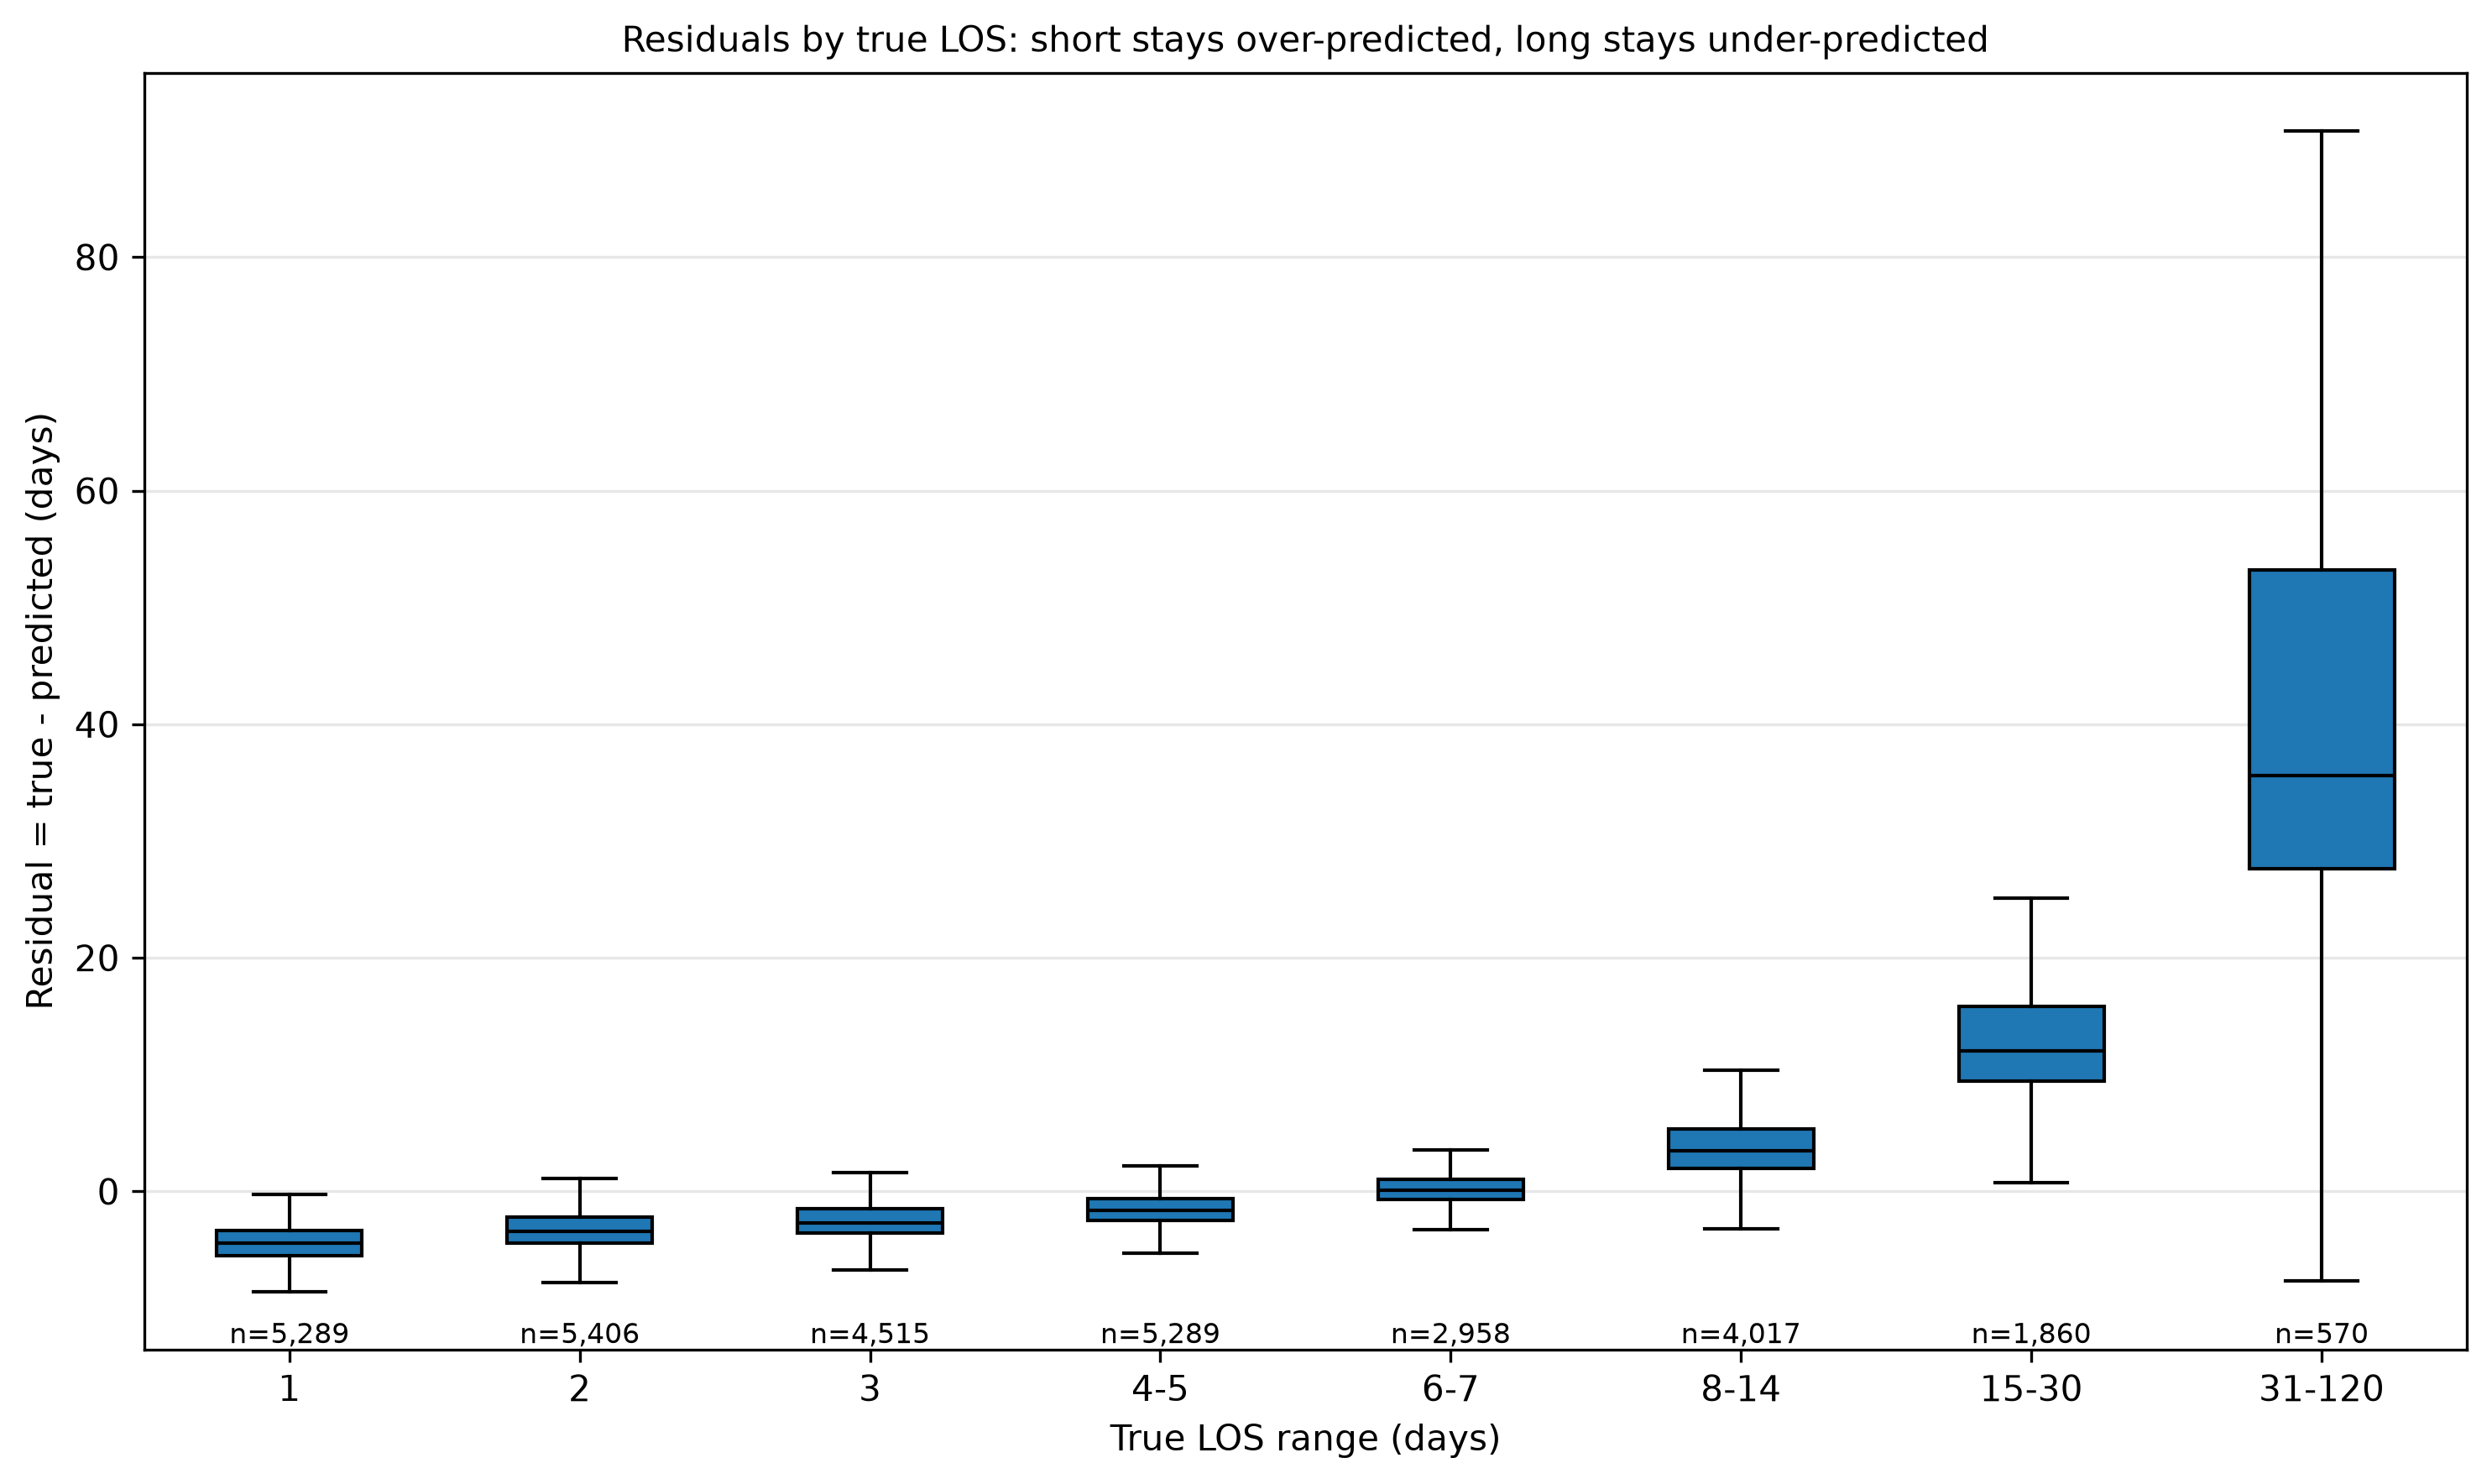 Residuals by true LOS: short stays over-predicted, long stays under-predicted
Residual = true - predicted (days)
80
60
40
20
0
n=5,289 n=5,406 n=4,515 n=5,289 n=2,958 n=4,017 n=1,860 n=570
1 2 3 4-5 6-7 8-14 15-30 31-120
True LOS range (days)